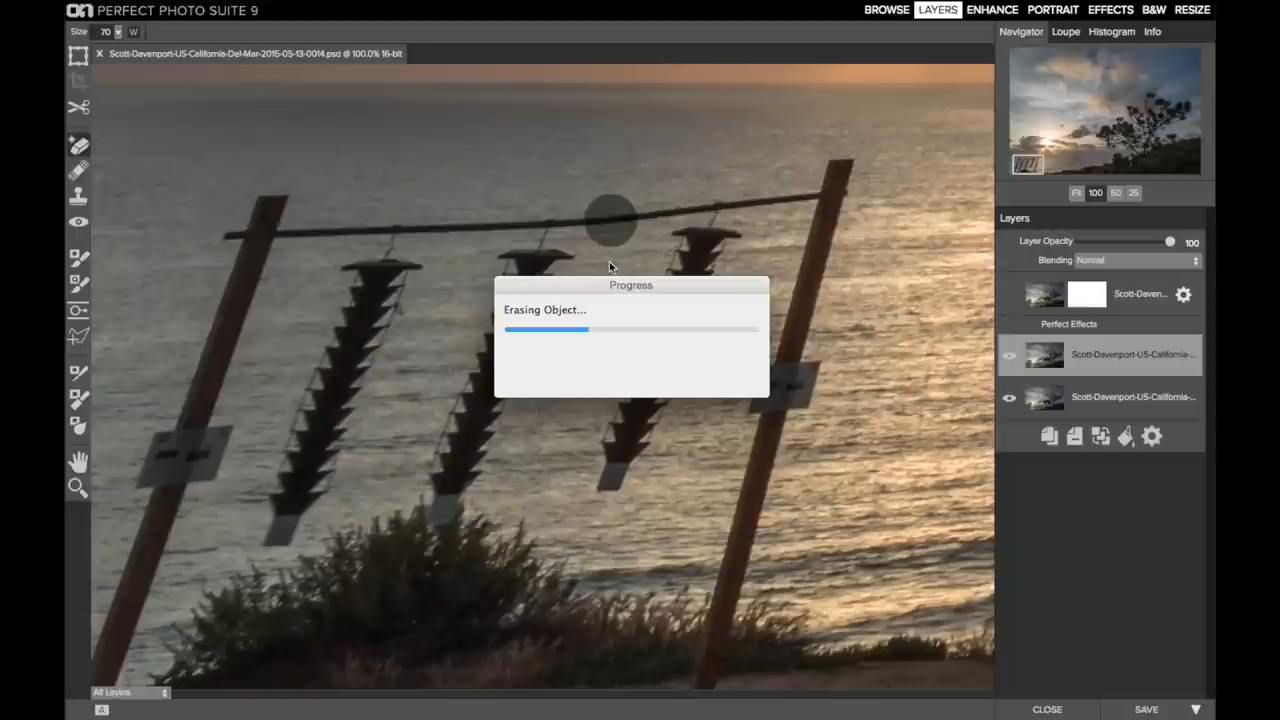 on PERFECT PHOTO SUITE 9
BROWSE LAYERS ENHANCE PORTRAIT EFFECTS B&W RESIZE
Size 70 W
Navigator Loupe Histogram Info
× Scott-Davenport-US-California-Del-Mar-2015-05-13-0014.psd @ 100.0% 16-bit
Fit 100 50 25
Layers
Layer Opacity 100
Blending Normal
Scott-Daven...
Perfect Effects
Scott-Davenport-US-California-...
Scott-Davenport-US-California-...
Progress
Erasing Object...
All Layers
A
CLOSE SAVE